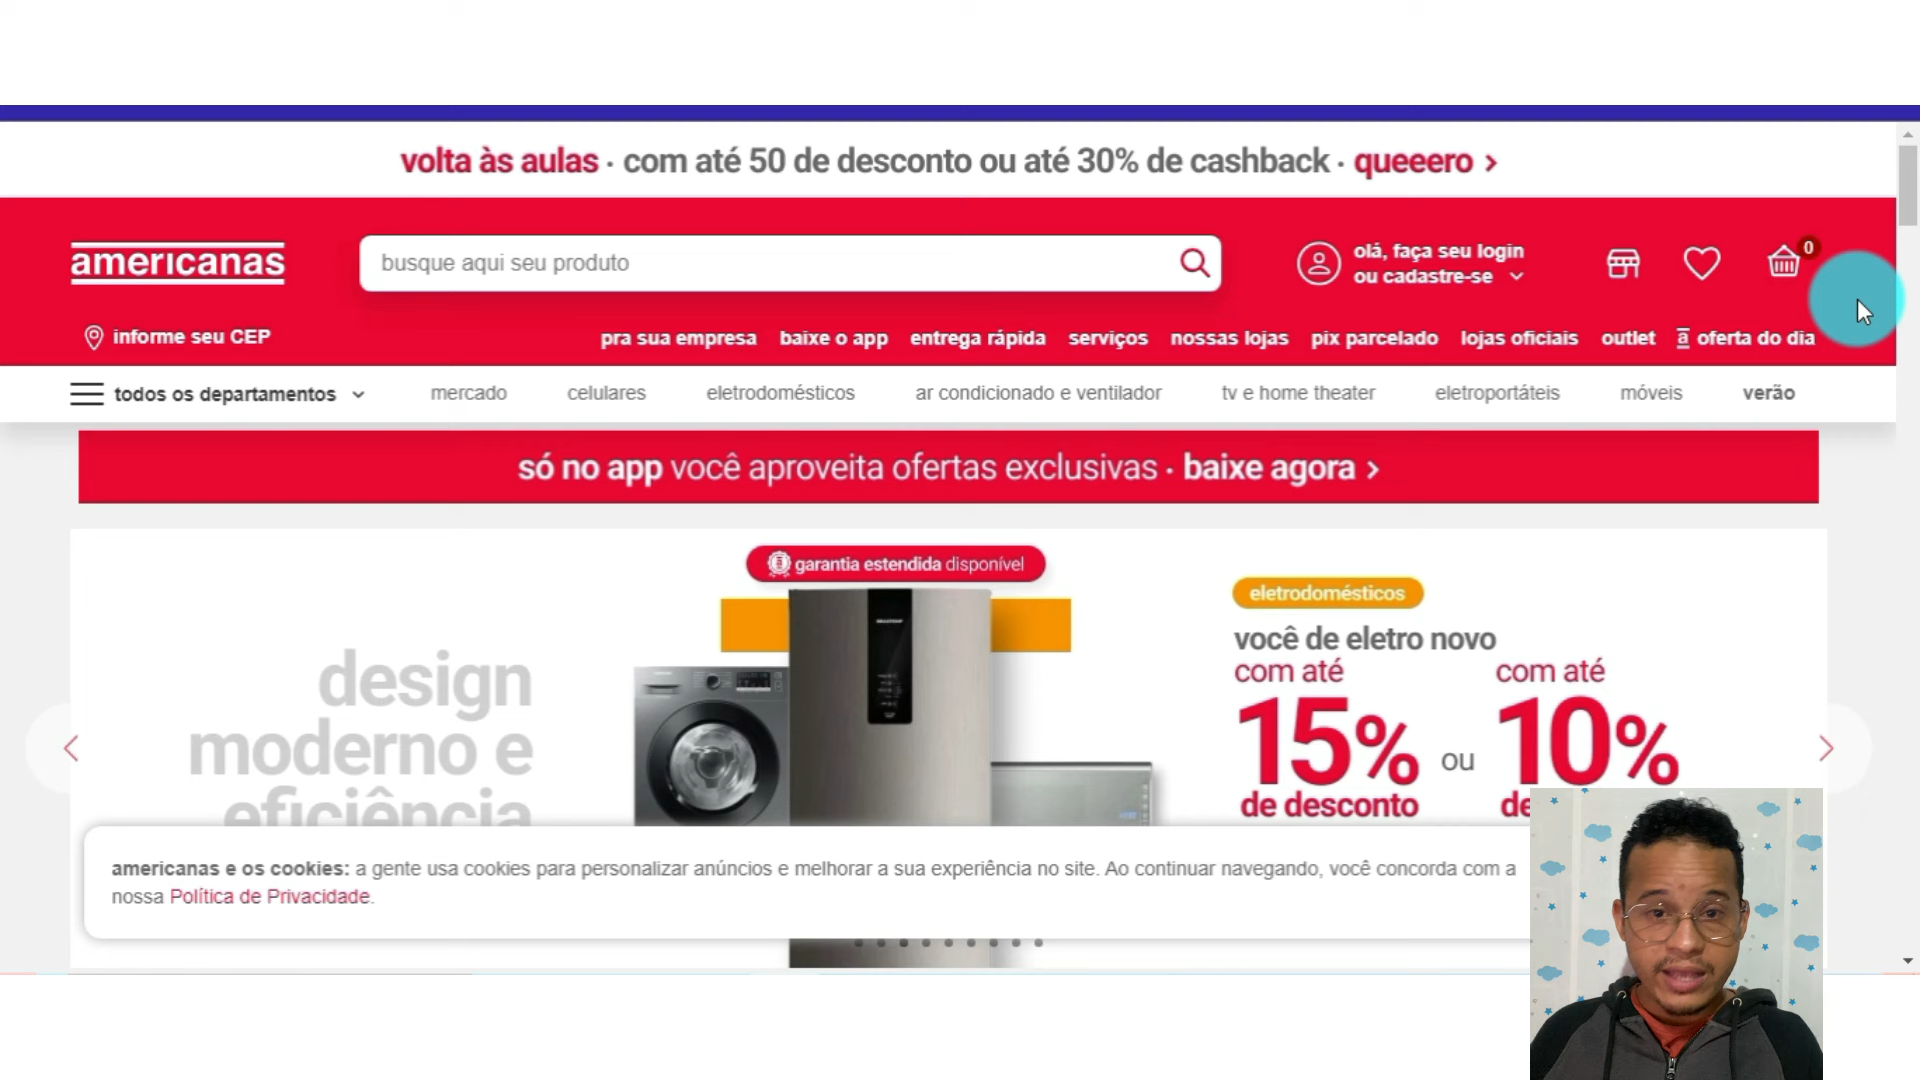 volta às aulas · com até 50 de desconto ou até 30% de cashback · queeero >
americanas
busque aqui seu produto
olá, faça seu login
ou cadastre-se
0
informe seu CEP
pra sua empresa baixe o app entrega rápida serviços nossas lojas pix parcelado lojas oficiais outlet a oferta do dia
todos os departamentos mercado celulares eletrodomésticos ar condicionado e ventilador tv e home theater eletroportáteis móveis verão
só no app você aproveita ofertas exclusivas · baixe agora >
garantia estendida disponível
design
moderno e
eficiência
eletrodomésticos
você de eletro novo
com até com até
15% ou 10%
de desconto de
americanas e os cookies: a gente usa cookies para personalizar anúncios e melhorar a sua experiência no site. Ao continuar navegando, você concorda com a
nossa Política de Privacidade.